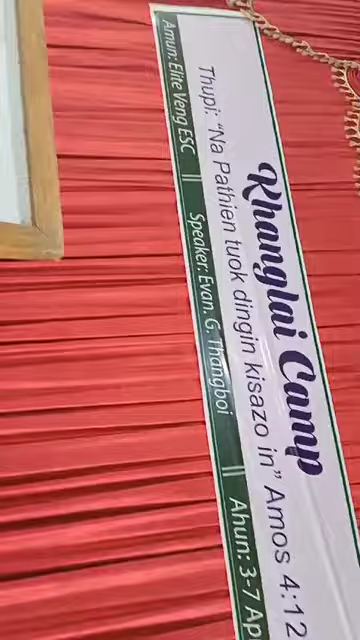 Khanglai Camp
Thupi: "Na Pathien tuok dingin kisazo in" Amos 4:12
Amun: Elite Veng ESC || Speaker: Evan. G. Thangboi || Ahun: 3-7 Ap